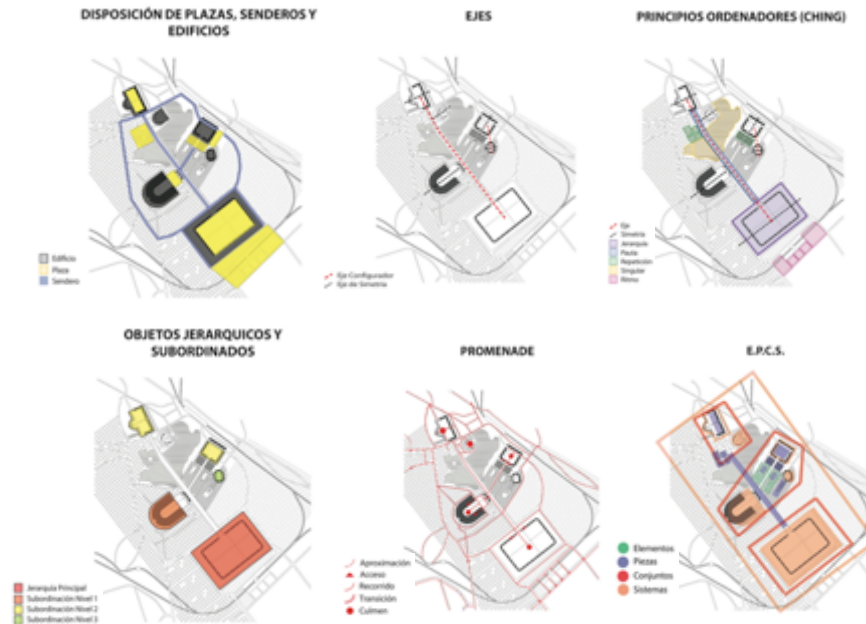 DISPOSICIÓN DE PLAZAS, SENDEROS Y
EDIFICIOS
Edificio
Plaza
Sendero
EJES
Eje Configurador
Eje de Simetría
PRINCIPIOS ORDENADORES (CHING)
Eje
Simetría
Jerarquía
Pauta
Repetición
Singular
Ritmo
OBJETOS JERARQUICOS Y
SUBORDINADOS
Jerarquía Principal
Subordinación Nivel 1
Subordinación Nivel 2
Subordinación Nivel 3
PROMENADE
Aproximación
Acceso
Recorrido
Transición
Culmen
E.P.C.S.
Elementos
Piezas
Conjuntos
Sistemas